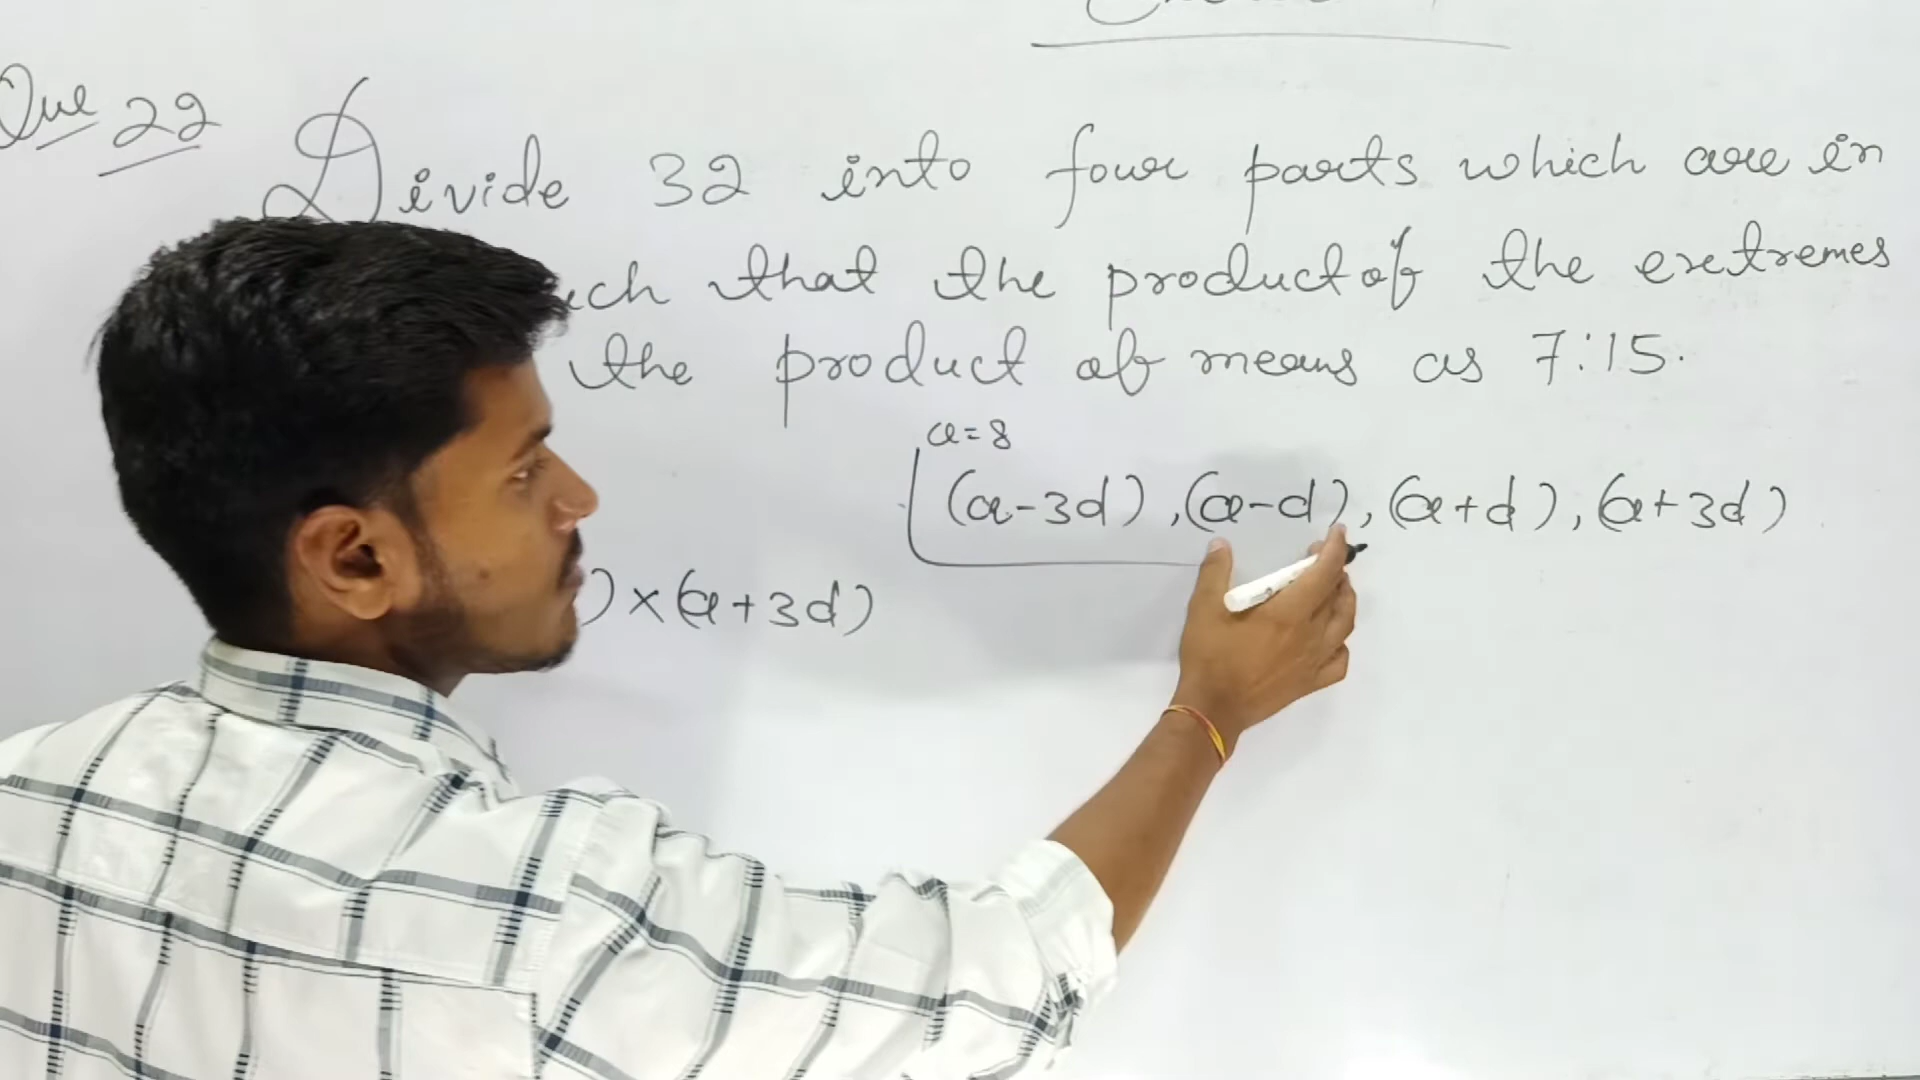 Que 22 Divide 32 into four parts which are in
that the product of the extremes
the product of means as 7:15.
a=8
(a-3d), (a-d), (a+d), (a+3d)
) × (a+3d)